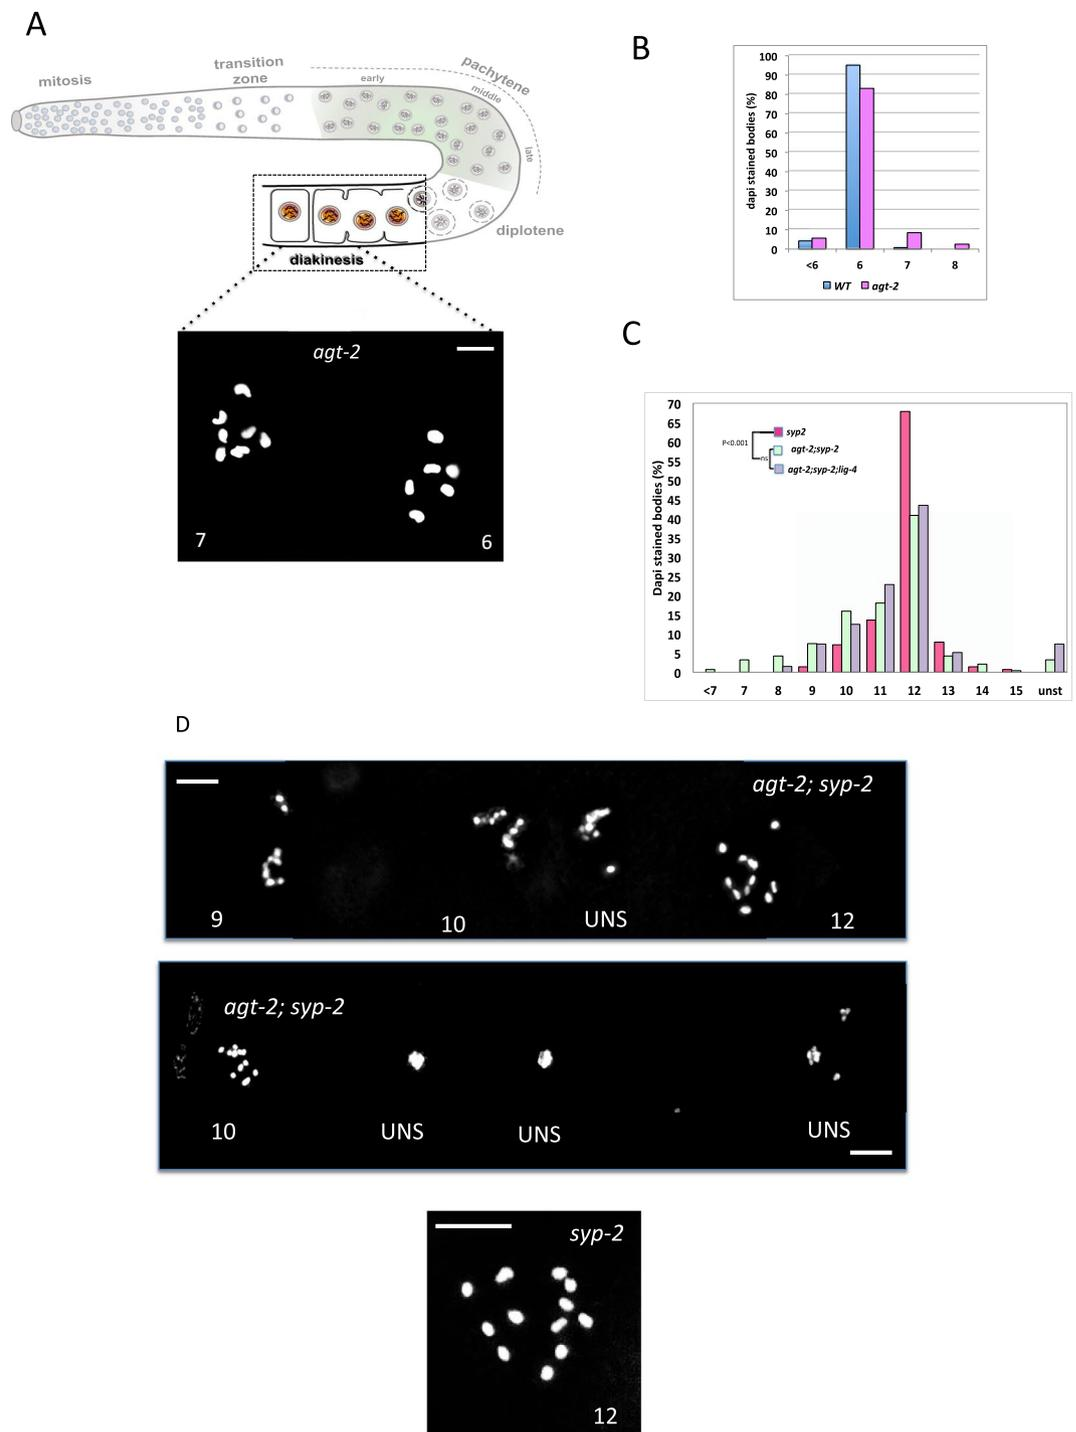 A
mitosis
transition
zone
early
pachytene
middle
late
diplotene
diakinesis
agt-2
7
6
B
dapi stained bodies (%)
100
90
80
70
60
50
40
30
20
10
0
<6
6
7
8
WT
agt-2
C
Dapi stained bodies (%)
70
65
60
55
50
45
40
35
30
25
20
15
10
5
0
P<0.001
ns
syp2
agt-2;syp-2
agt-2;syp-2;lig-4
<7
7
8
9
10
11
12
13
14
15
unst
D
agt-2; syp-2
9
10
UNS
12
agt-2; syp-2
10
UNS
UNS
UNS
syp-2
12